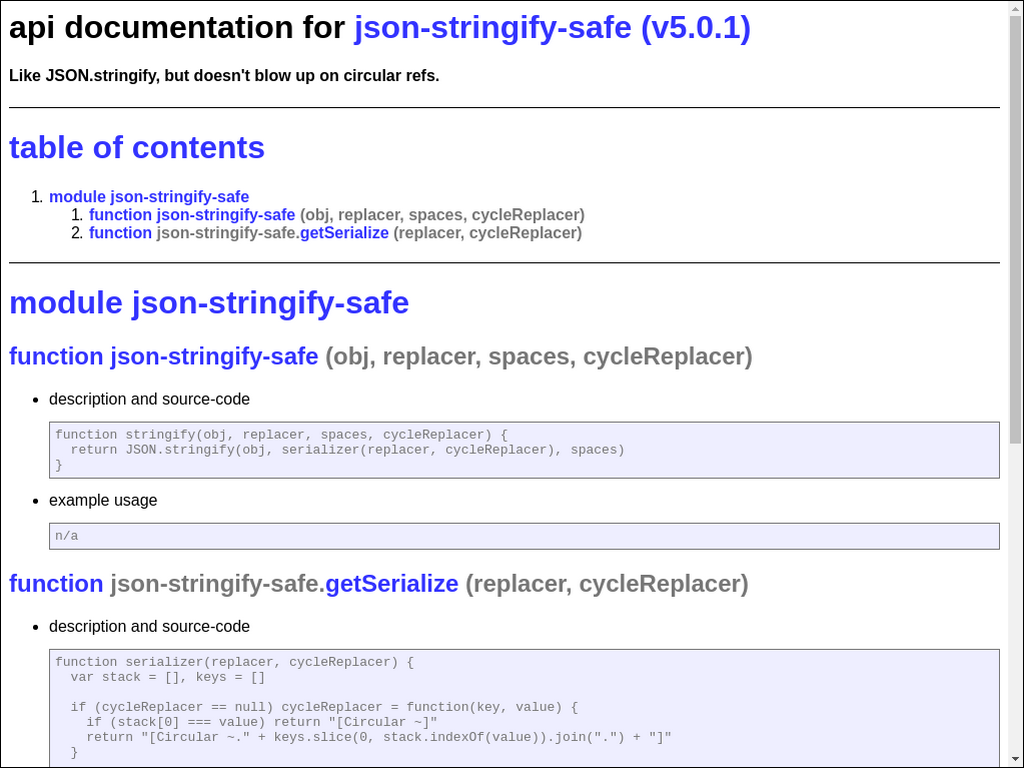 api documentation for json-stringify-safe (v5.0.1)
Like JSON.stringify, but doesn't blow up on circular refs.
table of contents
1. module json-stringify-safe
1. function json-stringify-safe (obj, replacer, spaces, cycleReplacer)
2. function json-stringify-safe.getSerialize (replacer, cycleReplacer)
module json-stringify-safe
function json-stringify-safe (obj, replacer, spaces, cycleReplacer)
• description and source-code
function stringify(obj, replacer, spaces, cycleReplacer) {
  return JSON.stringify(obj, serializer(replacer, cycleReplacer), spaces)
}
• example usage
n/a
function json-stringify-safe.getSerialize (replacer, cycleReplacer)
• description and source-code
function serializer(replacer, cycleReplacer) {
  var stack = [], keys = []
  if (cycleReplacer == null) cycleReplacer = function(key, value) {
    if (stack[0] === value) return "[Circular ~]"
    return "[Circular ~." + keys.slice(0, stack.indexOf(value)).join(".") + "]"
  }